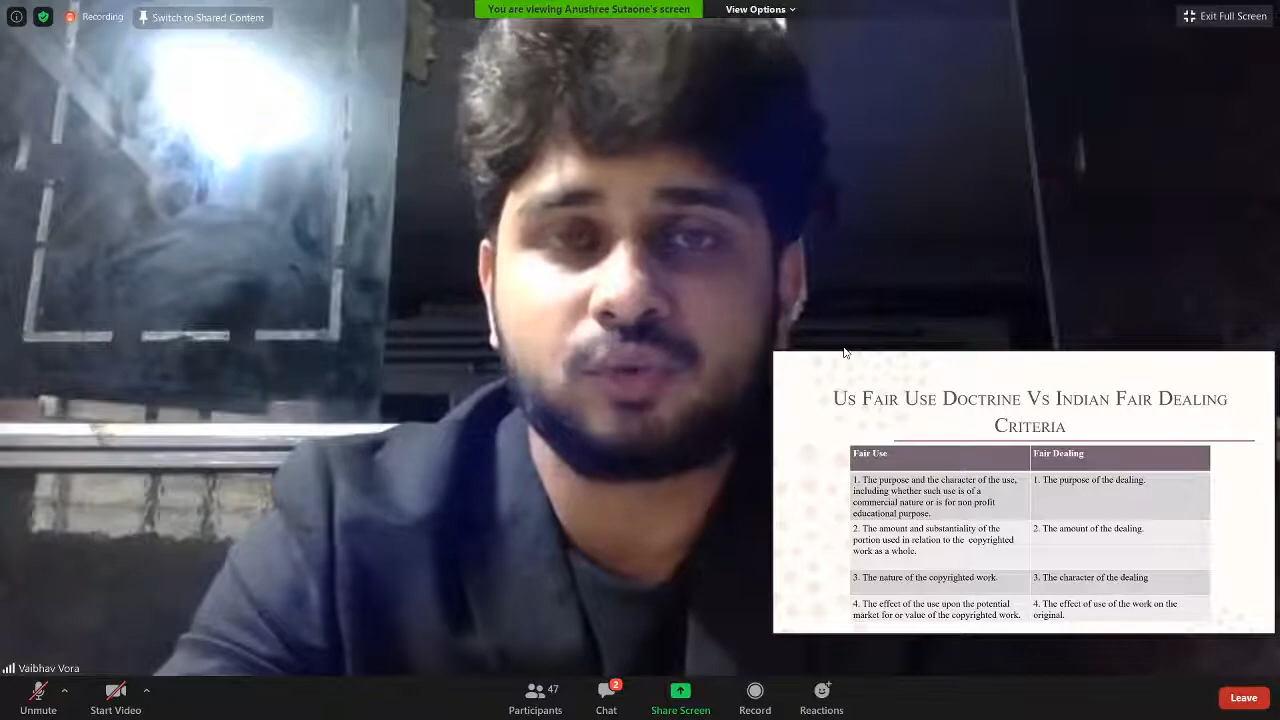 Recording
Switch to Shared Content
You are viewing Anushree Sutaone's screen
View Options
Exit Full Screen
US FAIR USE DOCTRINE VS INDIAN FAIR DEALING
CRITERIA
Fair Use
Fair Dealing
1. The purpose and the character of the use,
including whether such use is of a
commercial nature or is for non profit
educational purpose.
1. The purpose of the dealing.
2. The amount and substantiality of the
portion used in relation to the copyrighted
work as a whole.
2. The amount of the dealing.
3. The nature of the copyrighted work.
3. The character of the dealing
4. The effect of the use upon the potential
market for or value of the copyrighted work.
4. The effect of use of the work on the
original.
Vaibhav Vora
Unmute
Start Video
47
Participants
2
Chat
Share Screen
Record
Reactions
Leave